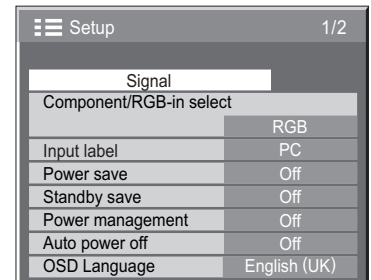 Setup 1/2
Signal
Component/RGB-in select
RGB
Input label PC
Power save Off
Standby save Off
Power management Off
Auto power off Off
OSD Language English (UK)